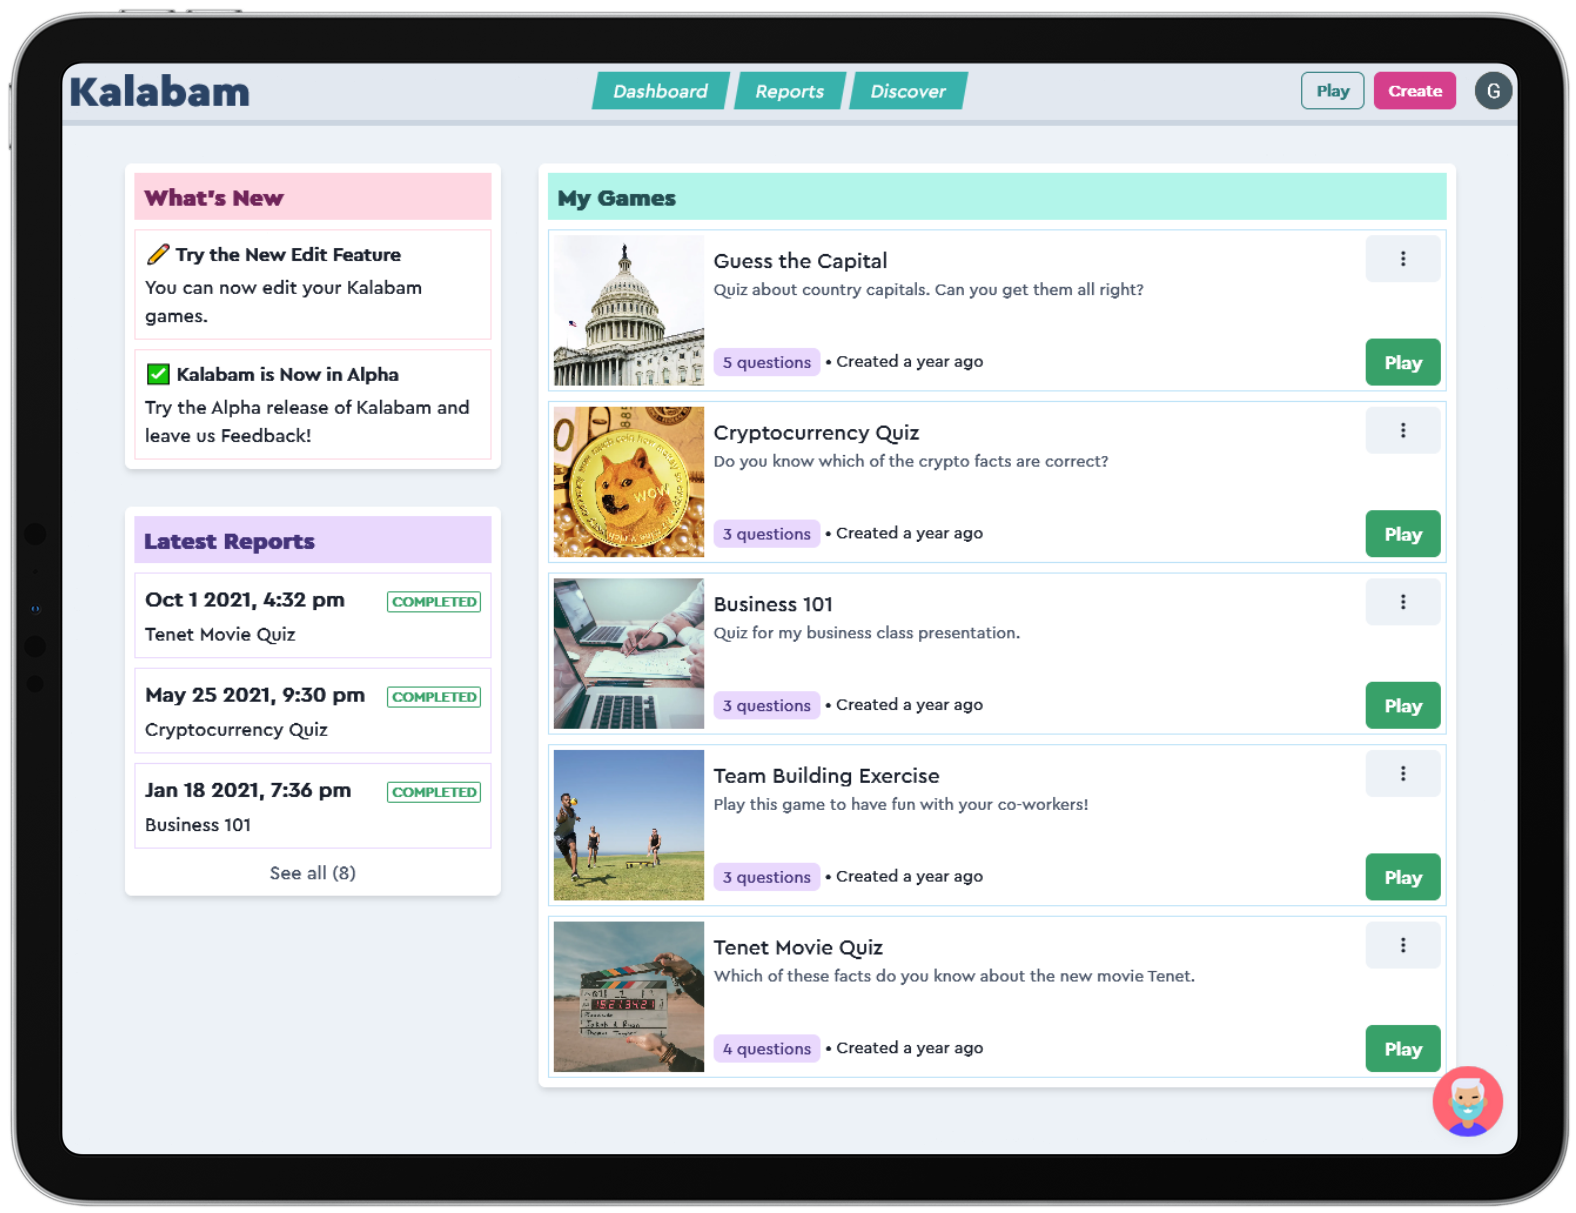 Kalabam
Dashboard
Reports
Discover
Play
Create
G
What's New
Try the New Edit Feature
You can now edit your Kalabam
games.
Kalabam is Now in Alpha
Try the Alpha release of Kalabam and
leave us Feedback!
Latest Reports
Oct 1 2021, 4:32 pm
COMPLETED
Tenet Movie Quiz
May 25 2021, 9:30 pm
COMPLETED
Cryptocurrency Quiz
Jan 18 2021, 7:36 pm
COMPLETED
Business 101
See all (8)
My Games
Guess the Capital
Quiz about country capitals. Can you get them all right?
5 questions • Created a year ago
Play
Cryptocurrency Quiz
Do you know which of the crypto facts are correct?
3 questions • Created a year ago
Play
wow
Business 101
Quiz for my business class presentation.
3 questions • Created a year ago
Play
Team Building Exercise
Play this game to have fun with your co-workers!
3 questions • Created a year ago
Play
Tenet Movie Quiz
Which of these facts do you know about the new movie Tenet.
4 questions • Created a year ago
Play